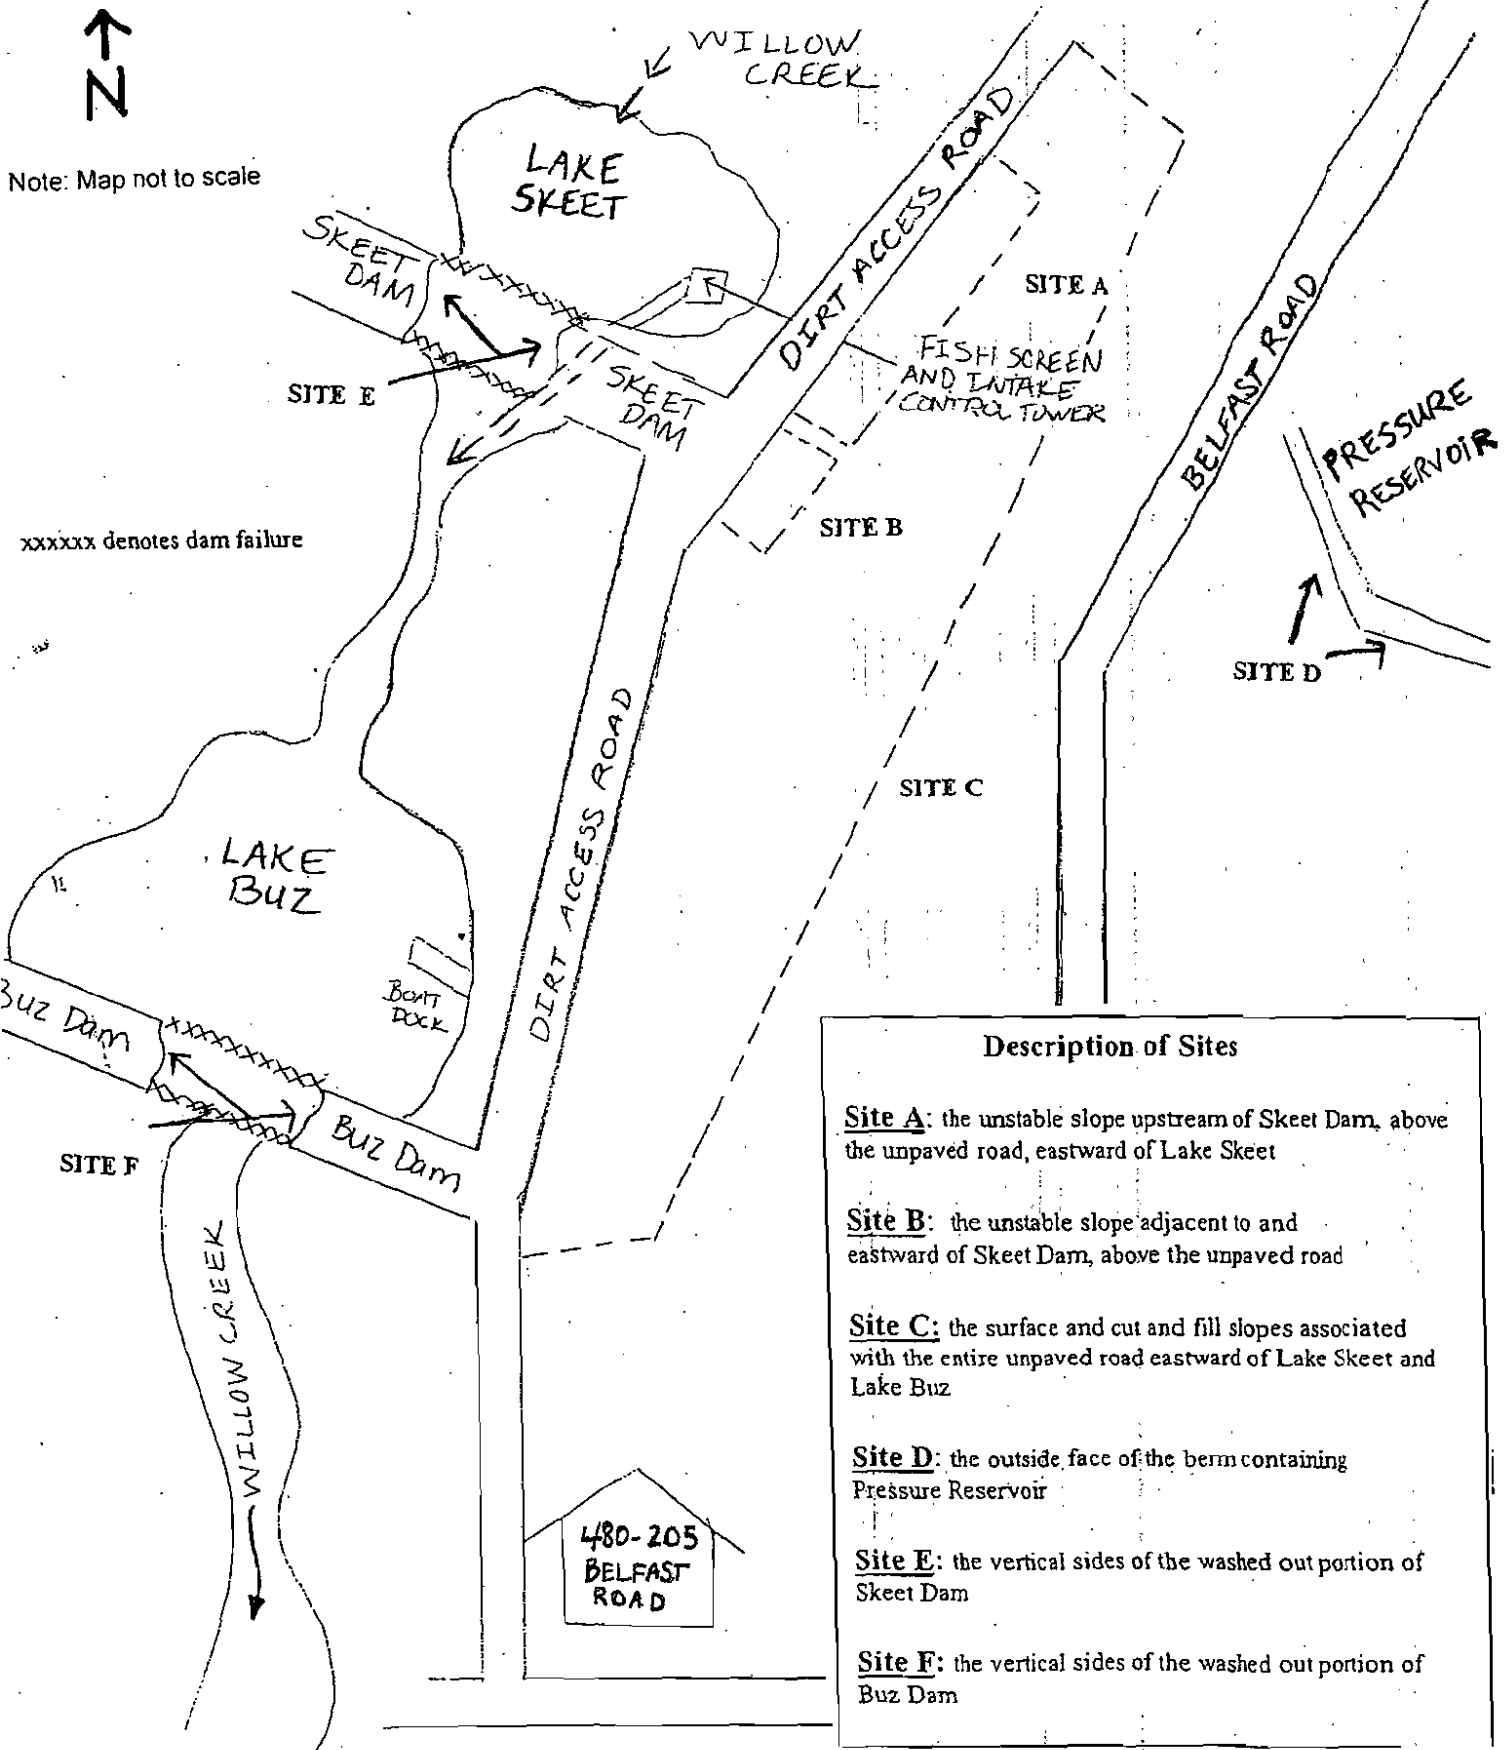 N
Note: Map not to scale
WILLOW
CREEK
LAKE
SKEET
SKEET
DAM
DIRT ACCESS ROAD
SITE A
BELFAST ROAD
FISH SCREEN
AND INTAKE
CONTROL TOWER
SITE E
SKEET
DAM
PRESSURE
RESERVOIR
SITE B
xxxxxx denotes dam failure
SITE D
DIRT ACCESS ROAD
SITE C
LAKE
BUZ
BOAT
DOCK
BUZ Dam
BUZ Dam
SITE F
WILLOW CREEK
480-205
BELFAST
ROAD
Description of Sites
Site A: the unstable slope upstream of Skeet Dam, above
the unpaved road, eastward of Lake Skeet
Site B: the unstable slope adjacent to and
eastward of Skeet Dam, above the unpaved road
Site C: the surface and cut and fill slopes associated
with the entire unpaved road eastward of Lake Skeet and
Lake Buz
Site D: the outside face of the berm containing
Pressure Reservoir
Site E: the vertical sides of the washed out portion of
Skeet Dam
Site F: the vertical sides of the washed out portion of
Buz Dam